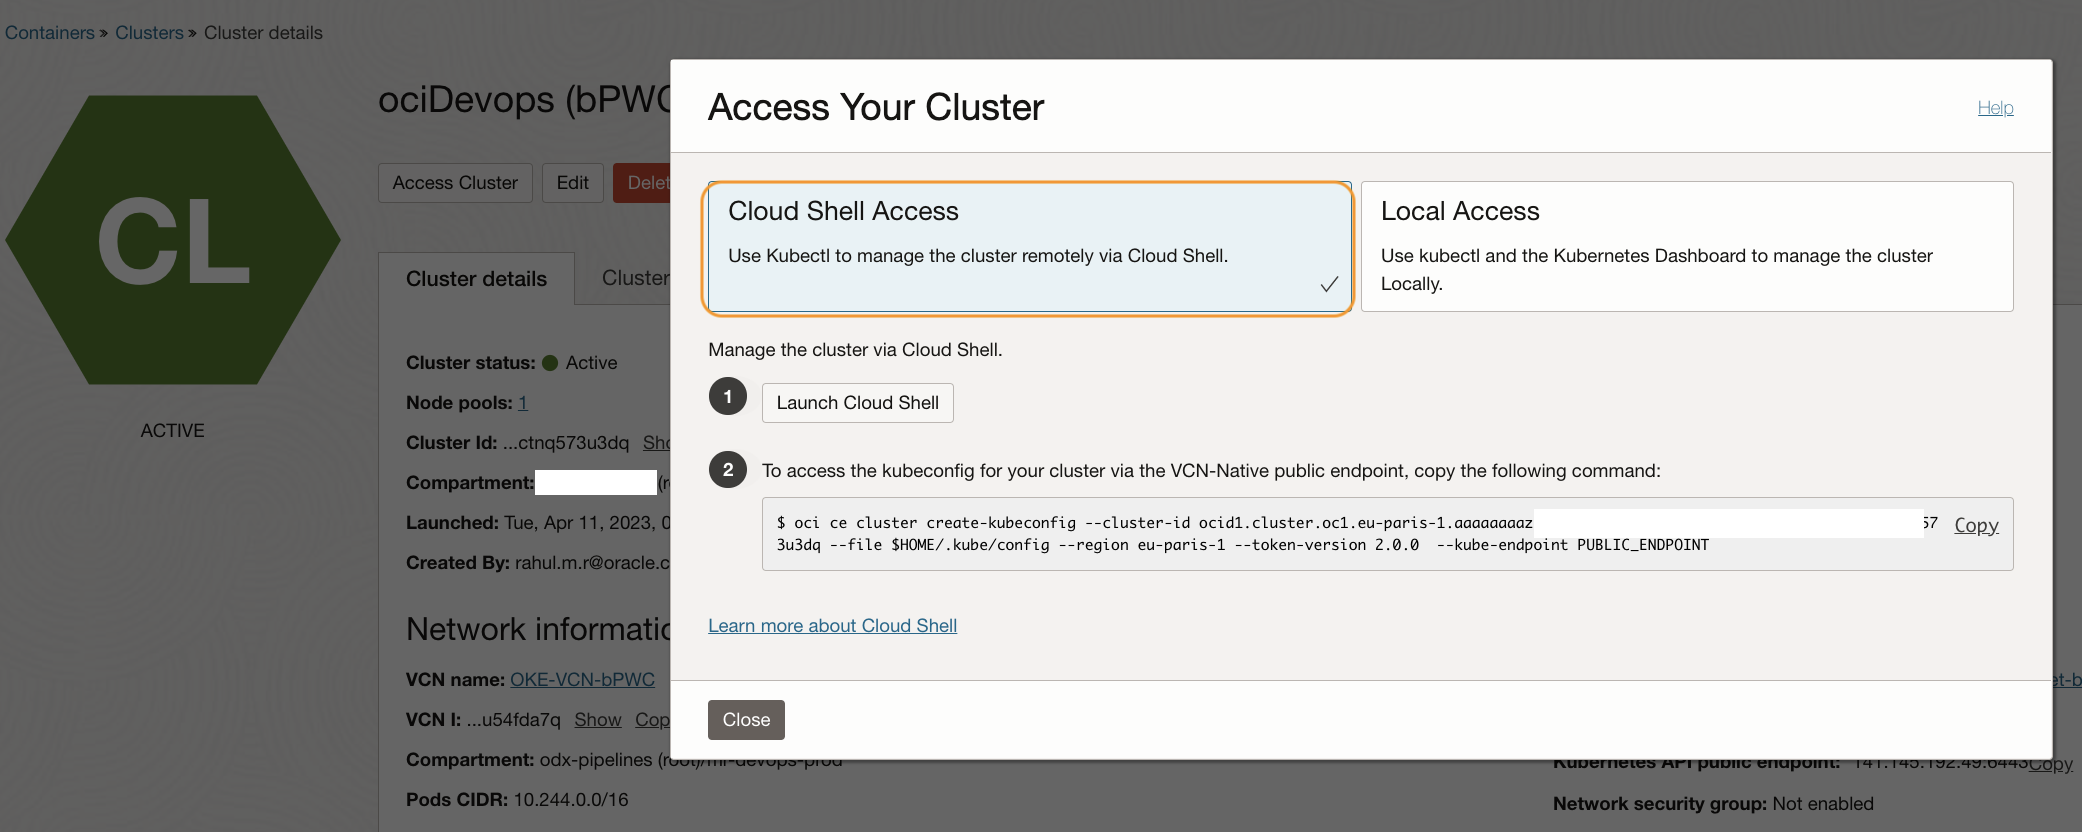 Containers » Clusters » Cluster details
CL
ACTIVE
ociDevops (bPWC
Access Cluster
Edit
Delet
Cluster details
Cluster
Cluster status: Active
Node pools: 1
Cluster Id: ...ctnq573u3dq Sho
Compartment: (r
Launched: Tue, Apr 11, 2023, 0
Created By: rahul.m.r@oracle.c
Network informatio
VCN name: OKE-VCN-bPWC
VCN I: ...u54fda7q Show Cop
Compartment: odx-pipelines (root)/mr-devops-prod
Pods CIDR: 10.244.0.0/16
Access Your Cluster
Help
Cloud Shell Access
Use Kubectl to manage the cluster remotely via Cloud Shell.
Local Access
Use kubectl and the Kubernetes Dashboard to manage the cluster
Locally.
Manage the cluster via Cloud Shell.
1
Launch Cloud Shell
2
To access the kubeconfig for your cluster via the VCN-Native public endpoint, copy the following command:
$ oci ce cluster create-kubeconfig --cluster-id ocid1.cluster.oc1.eu-paris-1.aaaaaaaaz 57
3u3dq --file $HOME/.kube/config --region eu-paris-1 --token-version 2.0.0 --kube-endpoint PUBLIC_ENDPOINT
Copy
Learn more about Cloud Shell
Close
et-b
Kubernetes API public endpoint: 141.145.192.49:6443 Copy
Network security group: Not enabled